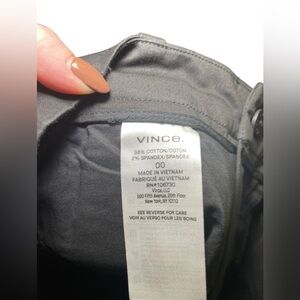 VINCE.
98% COTTON/COTON
2% SPANDEX/SPANDEX
00
MADE IN VIETNAM
FABRIQUÉ AU VIETNAM
RN#106730
Vince, LLC
500 Fifth Avenue, 20th Floor
New York, NY 10110
SEE REVERSE FOR CARE
VOIR AU VERSO POUR LES SOINS